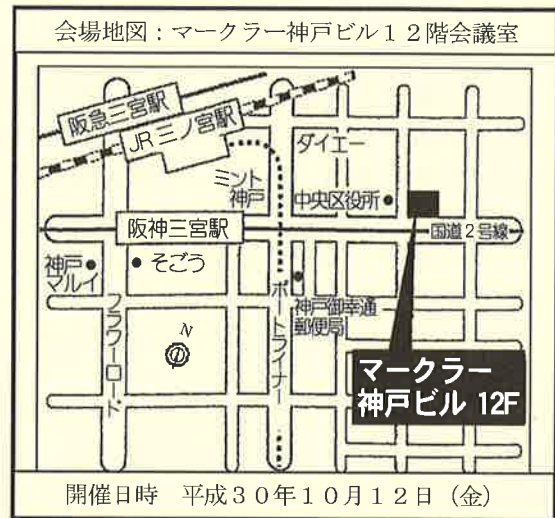 会場地図：マークラー神戸ビル１２階会議室
阪急三宮駅
JR 三ノ宮駅
ダイエー
ミント
神戸
中央区役所
阪神三宮駅
国道２号線
神戸
マルイ
そごう
神戸御幸通
郵便局
フラワーロード
ポートライナー
N
マークラー
神戸ビル 12F
開催日時　平成３０年１０月１２日（金）